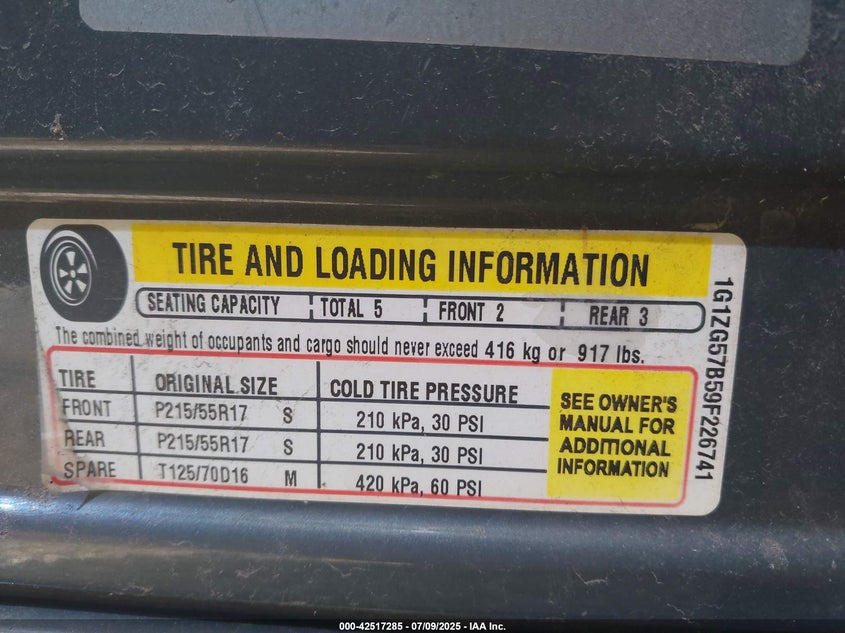 TIRE AND LOADING INFORMATION
SEATING CAPACITY TOTAL 5 FRONT 2 REAR 3
The combined weight of occupants and cargo should never exceed 416 kg or 917 lbs.
TIRE ORIGINAL SIZE COLD TIRE PRESSURE
FRONT P215/55R17 S 210 kPa, 30 PSI
REAR P215/55R17 S 210 kPa, 30 PSI
SPARE T125/70D16 M 420 kPa, 60 PSI
SEE OWNER'S
MANUAL FOR
ADDITIONAL
INFORMATION
1G1ZG57B59F226741
000-42517285 - 07/09/2025 - IAA Inc.